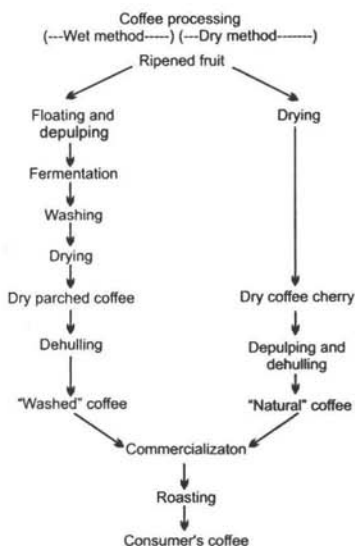 Coffee processing
(---Wet method-----) (---Dry method-------)
Ripened fruit
Floating and
depulping
Fermentation
Washing
Drying
Dry parched coffee
Dehulling
"Washed" coffee
Drying
Dry coffee cherry
Depulping and
dehulling
"Natural" coffee
Commercializaton
Roasting
Consumer's coffee